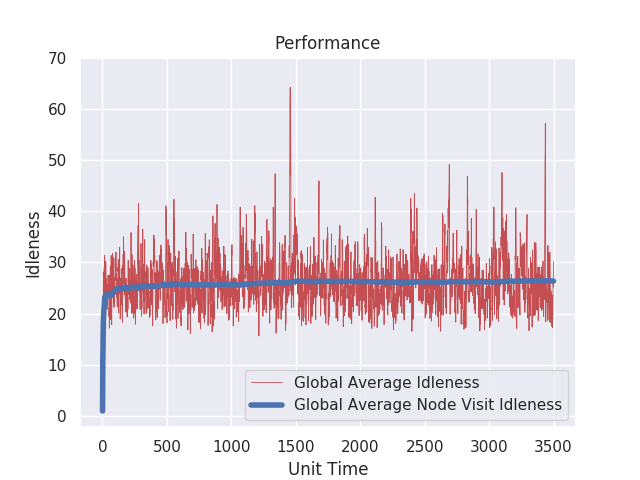 Performance
70
60
50
40
30
20
10
0
Idleness
Global Average Idleness
Global Average Node Visit Idleness
0 500 1000 1500 2000 2500 3000 3500
Unit Time